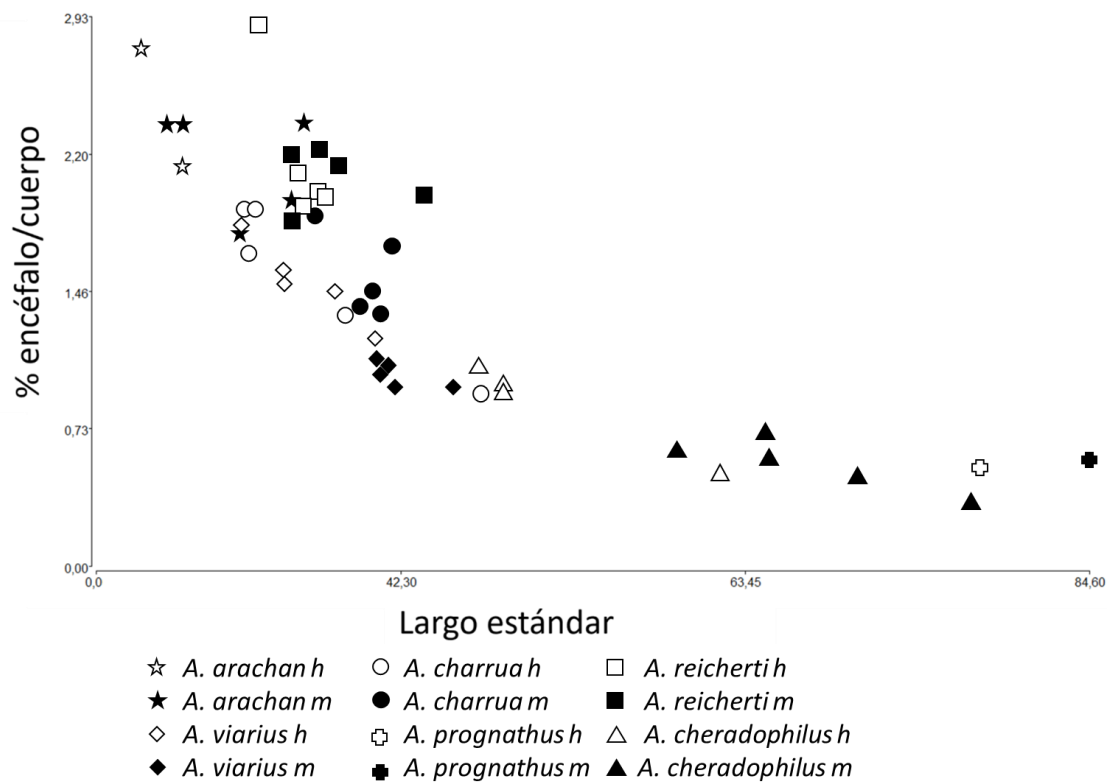 2,93
2,20
1,46
0,73
0,00
% encéfalo/cuerpo
0,0 42,30 63,45 84,60
Largo estándar
A. arachan h A. charrua h A. reicherti h
A. arachan m A. charrua m A. reicherti m
A. viarius h A. prognathus h A. cheradophilus h
A. viarius m A. prognathus m A. cheradophilus m